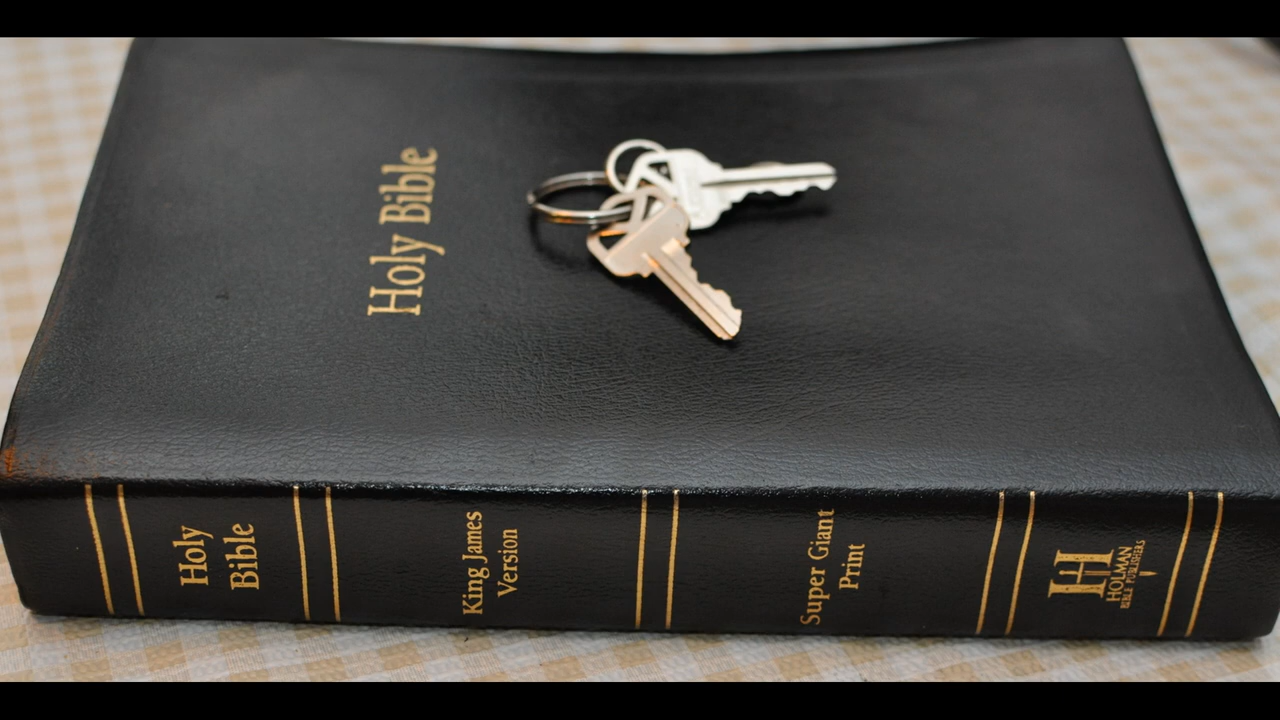 Holy Bible
Holy
Bible
King James
Version
Super Giant
Print
H
HOLMAN
BIBLE PUBLISHERS